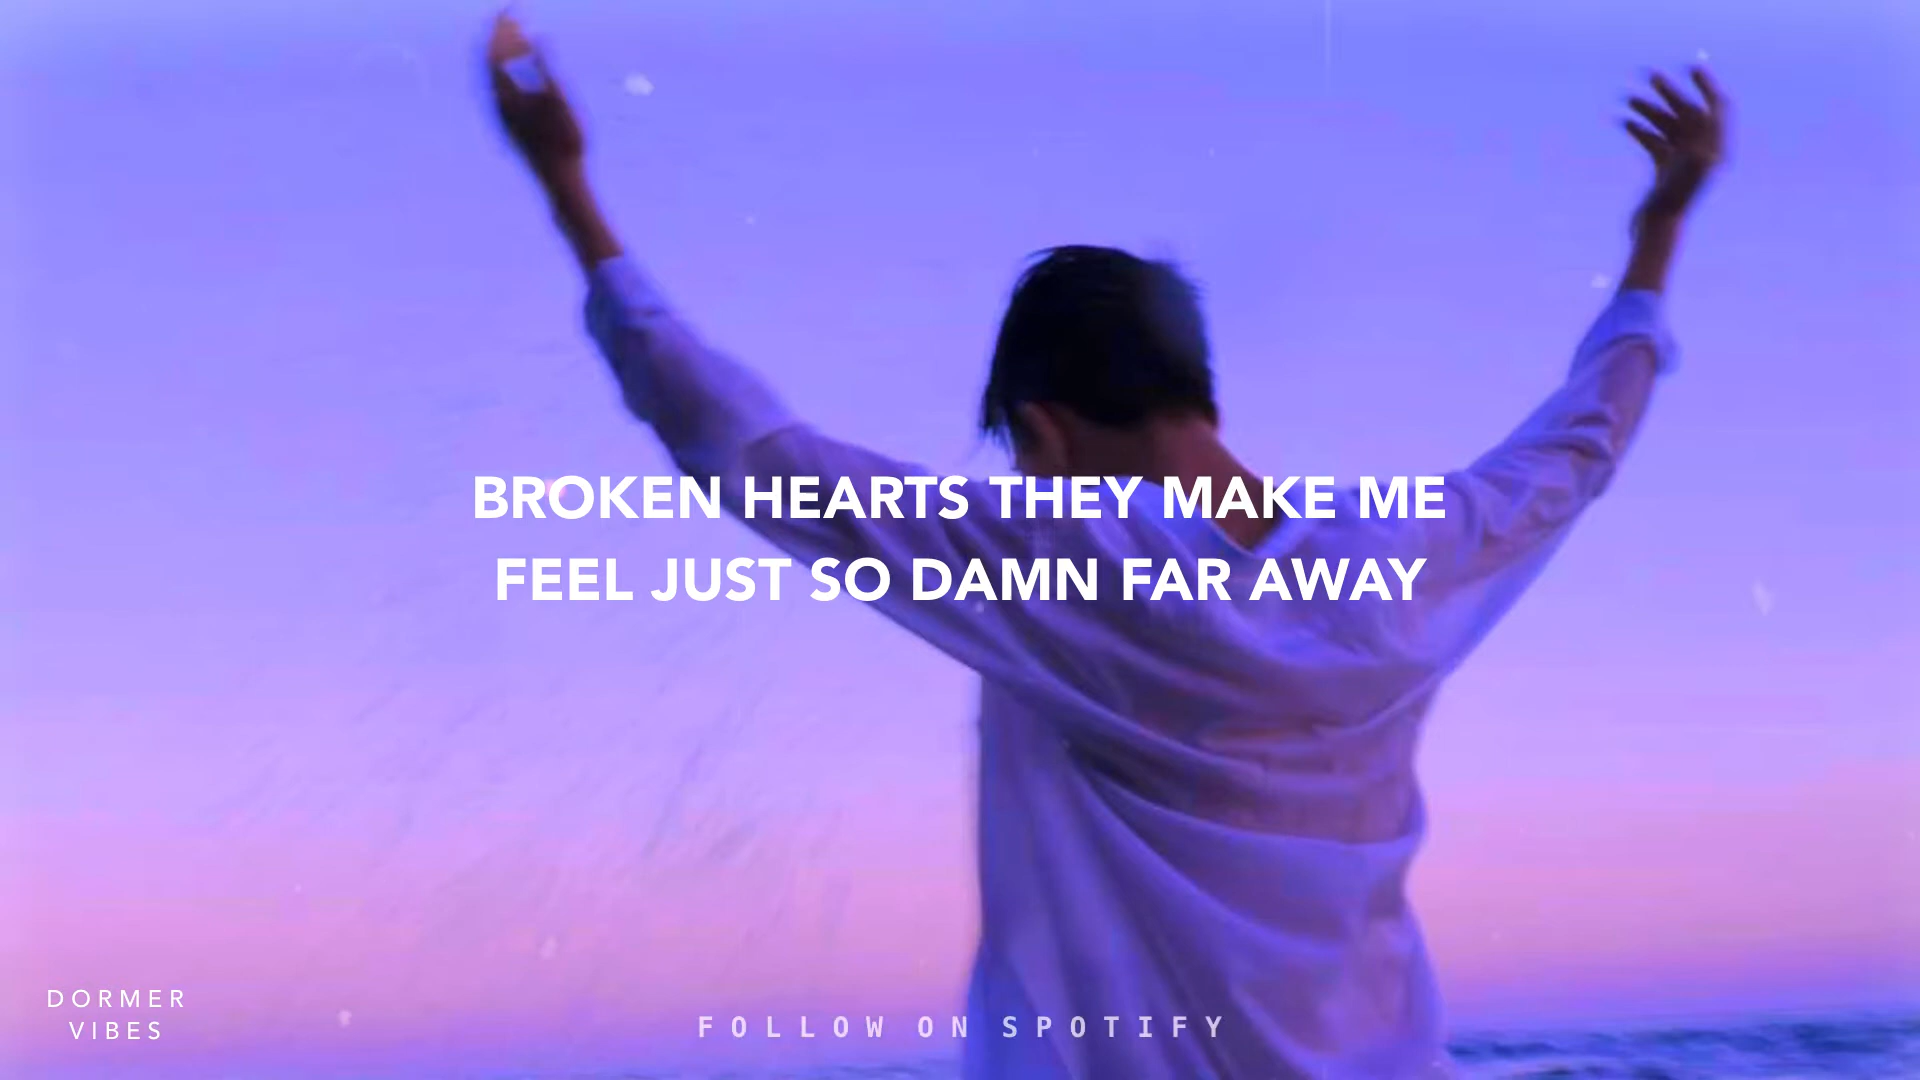 BROKEN HEARTS THEY MAKE ME
FEEL JUST SO DAMN FAR AWAY
DORMER
VIBES
FOLLOW ON SPOTIFY